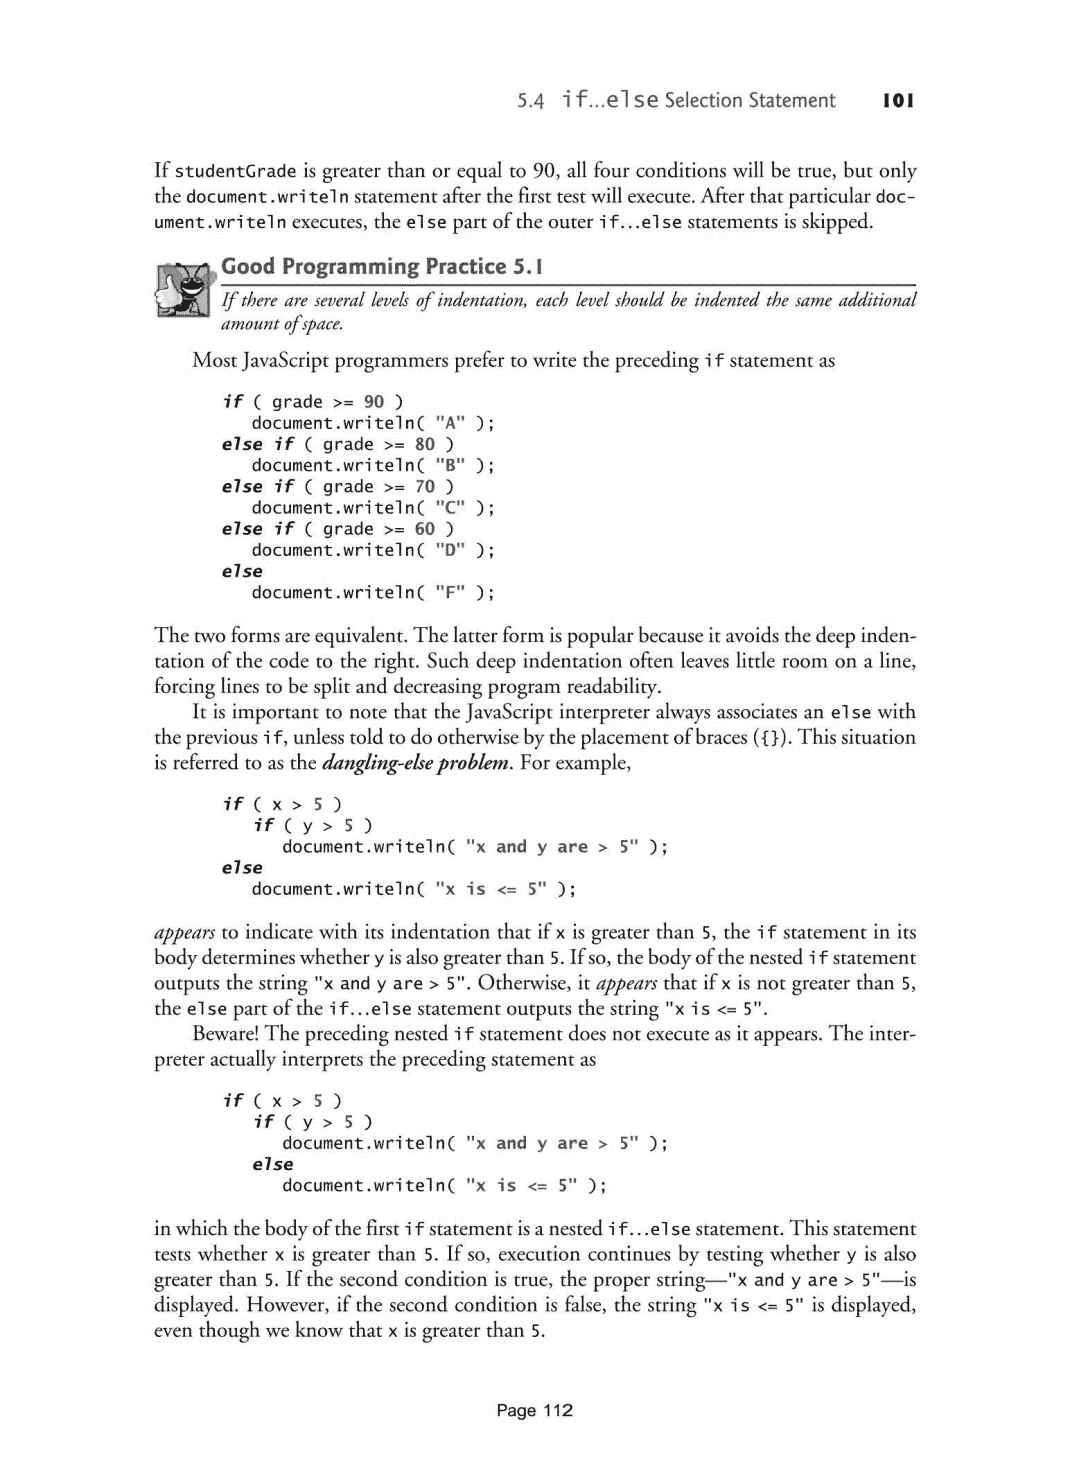 5.4 if...else Selection Statement 101
If studentGrade is greater than or equal to 90, all four conditions will be true, but only
the document.writeln statement after the first test will execute. After that particular doc-
ument.writeln executes, the else part of the outer if...else statements is skipped.
Good Programming Practice 5.1
If there are several levels of indentation, each level should be indented the same additional
amount of space.
Most JavaScript programmers prefer to write the preceding if statement as
if ( grade >= 90 )
document.writeln( "A" );
else if ( grade >= 80 )
document.writeln( "B" );
else if ( grade >= 70 )
document.writeln( "C" );
else if ( grade >= 60 )
document.writeln( "D" );
else
document.writeln( "F" );
The two forms are equivalent. The latter form is popular because it avoids the deep inden-
tation of the code to the right. Such deep indentation often leaves little room on a line,
forcing lines to be split and decreasing program readability.
It is important to note that the JavaScript interpreter always associates an else with
the previous if, unless told to do otherwise by the placement of braces ({}). This situation
is referred to as the dangling-else problem. For example,
if ( x > 5 )
if ( y > 5 )
document.writeln( "x and y are > 5" );
else
document.writeln( "x is <= 5" );
appears to indicate with its indentation that if x is greater than 5, the if statement in its
body determines whether y is also greater than 5. If so, the body of the nested if statement
outputs the string "x and y are > 5". Otherwise, it appears that if x is not greater than 5,
the else part of the if...else statement outputs the string "x is <= 5".
Beware! The preceding nested if statement does not execute as it appears. The inter-
preter actually interprets the preceding statement as
if ( x > 5 )
if ( y > 5 )
document.writeln( "x and y are > 5" );
else
document.writeln( "x is <= 5" );
in which the body of the first if statement is a nested if...else statement. This statement
tests whether x is greater than 5. If so, execution continues by testing whether y is also
greater than 5. If the second condition is true, the proper string—"x and y are > 5"—is
displayed. However, if the second condition is false, the string "x is <= 5" is displayed,
even though we know that x is greater than 5.
Page 112